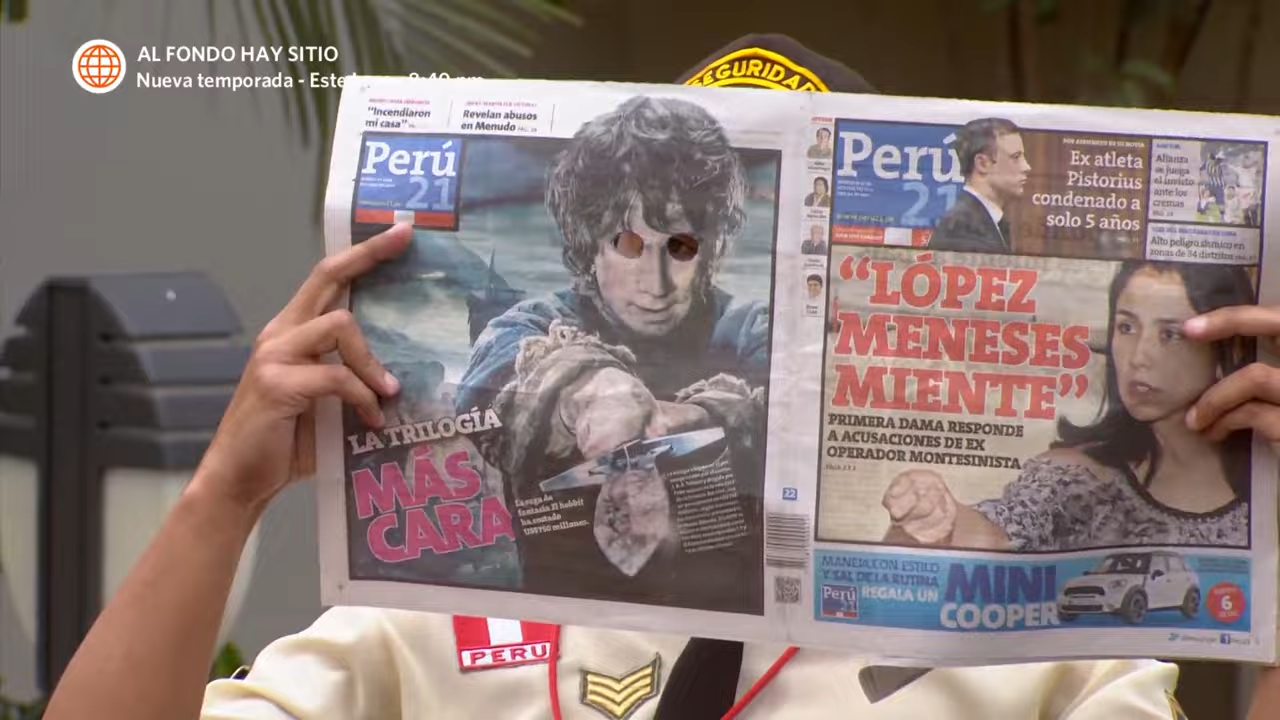 AL FONDO HAY SITIO
Nueva temporada - Este
8:40 pm
SEGURIDAD
"Incendiaron
mi casa"
Revelan abusos
en Menudo
Perú
21
LA TRILOGÍA
MÁS
CARA
La saga de
fantasía El hobbit
ha costado
US$750 millones.
22
Perú
21
Ex atleta
Pistorius
condenado a
solo 5 años
Alianza
se juega
el invicto
ante los
cremas
Alto peligro sísmico en
zonas de 34 distritos
"LÓPEZ
MENESES
MIENTE"
PRIMERA DAMA RESPONDE
A ACUSACIONES DE EX
OPERADOR MONTESINISTA
MANEJA CON ESTILO
Y SAL DE LA RUTINA
Perú
21
REGALA UN
MINI
COOPER
6
PERU